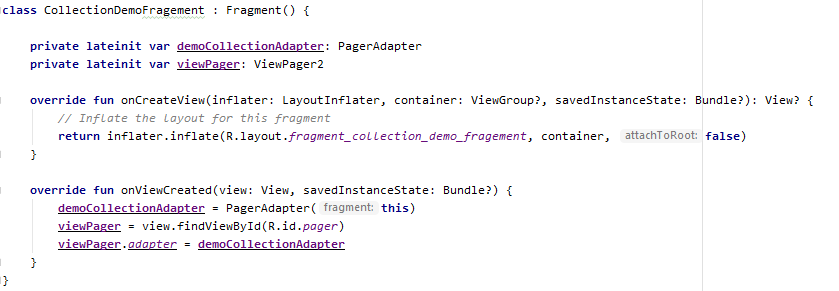 class CollectionDemoFragement : Fragment() {
private lateinit var demoCollectionAdapter: PagerAdapter
private lateinit var viewPager: ViewPager2
override fun onCreateView(inflater: LayoutInflater, container: ViewGroup?, savedInstanceState: Bundle?): View? {
// Inflate the layout for this fragment
return inflater.inflate(R.layout.fragment_collection_demo_fragement, container, attachToRoot: false)
}
override fun onViewCreated(view: View, savedInstanceState: Bundle?) {
demoCollectionAdapter = PagerAdapter( fragment: this)
viewPager = view.findViewById(R.id.pager)
viewPager.adapter = demoCollectionAdapter
}
}